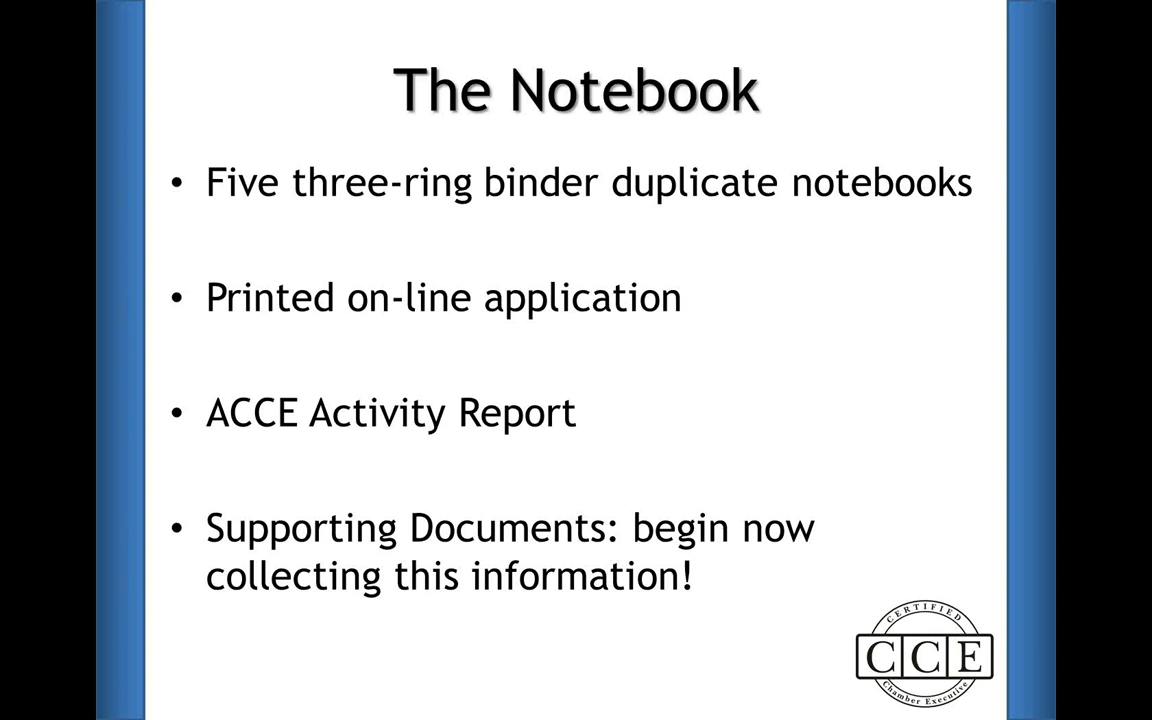 The Notebook
• Five three-ring binder duplicate notebooks
• Printed on-line application
• ACCE Activity Report
• Supporting Documents: begin now
collecting this information!
CERTIFIED
CCE
Chamber Executive